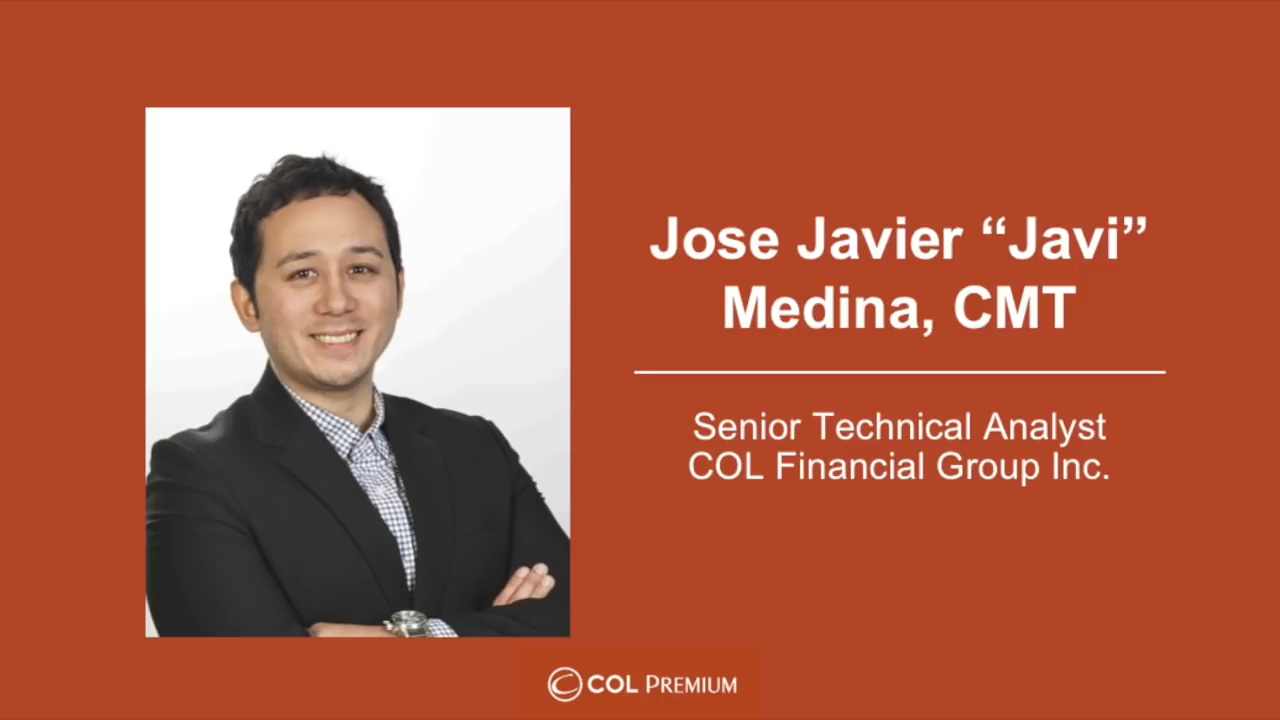 Jose Javier “Javi”
Medina, CMT
Senior Technical Analyst
COL Financial Group Inc.
COL PREMIUM